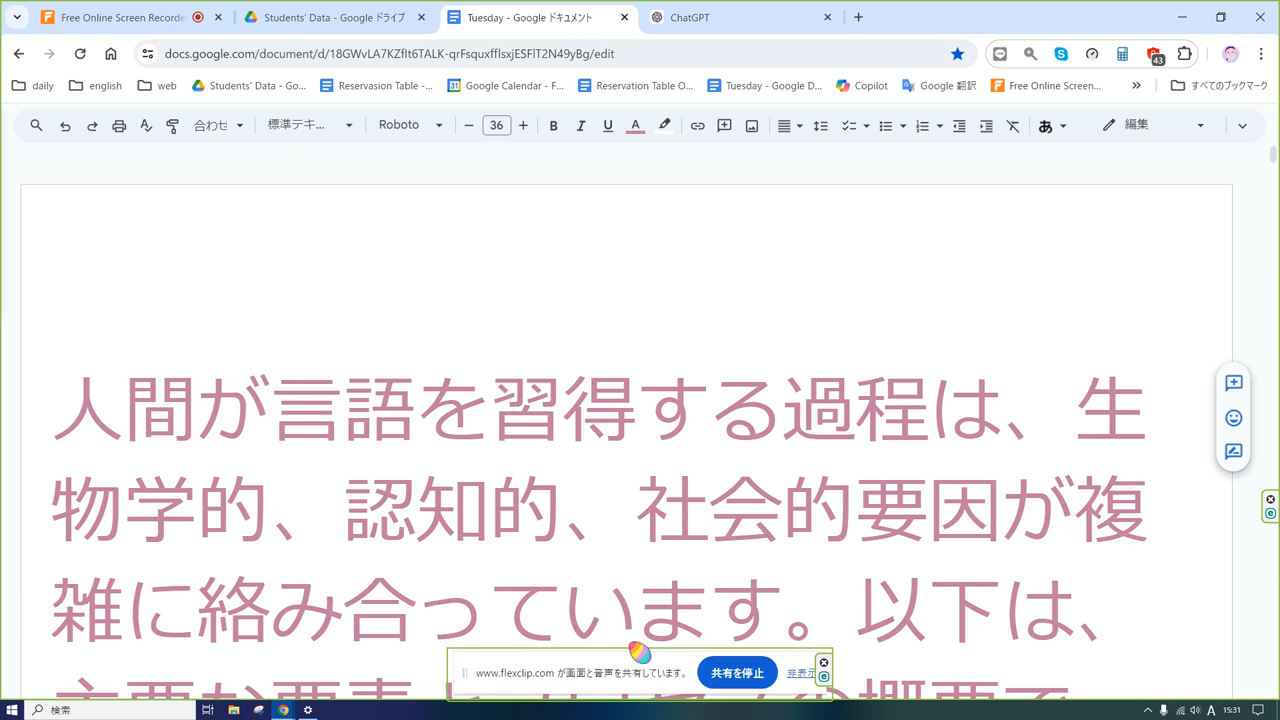 Free Online Screen Recorde
Students' Data - Google ドライブ
Tuesday - Google ドキュメント
ChatGPT
docs.google.com/document/d/18GWvLA7KZflt6TALK-qrFsquxfflsxjESFlT2N49yBg/edit
43
daily
english
web
Students' Data - Go...
Reservasion Table -...
Google Calendar - F...
Reservation Table O...
Tuesday - Google D...
Copilot
Google 翻訳
Free Online Screen...
すべてのブックマーク
合わせ
標準テキ...
Roboto
36
編集
人間が言語を習得する過程は、生
物学的、認知的、社会的要因が複
雑に絡み合っています。以下は、
www.flexclip.com が画面と音声を共有しています。
共有を停止
非表示
検索
A
15:31